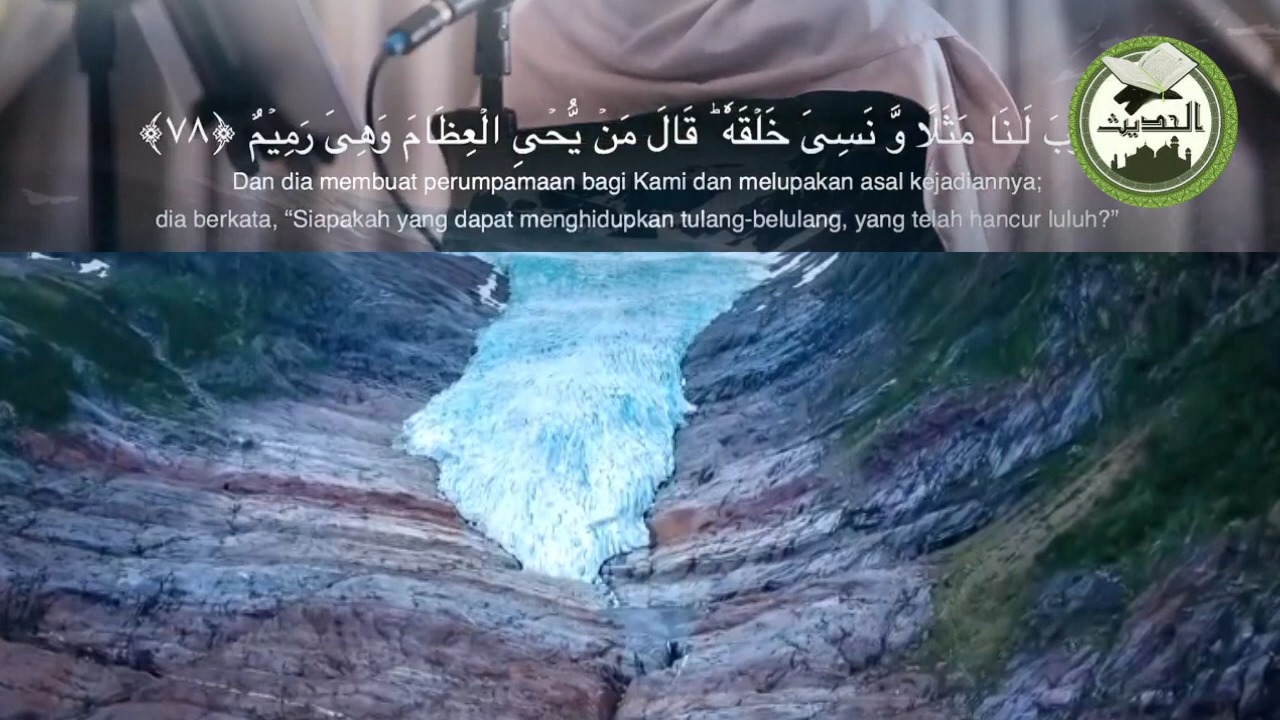 لَنَا مَثَلًا وَّ نَسِىَ خَلْقَهٗ ؕ قَالَ مَنْ يُّحْىِ الْعِظَامَ وَهِىَ رَمِيْمٌ ﴿٧٨﴾
Dan dia membuat perumpamaan bagi Kami dan melupakan asal kejadiannya;
dia berkata, “Siapakah yang dapat menghidupkan tulang-belulang, yang telah hancur luluh?”
الحديث